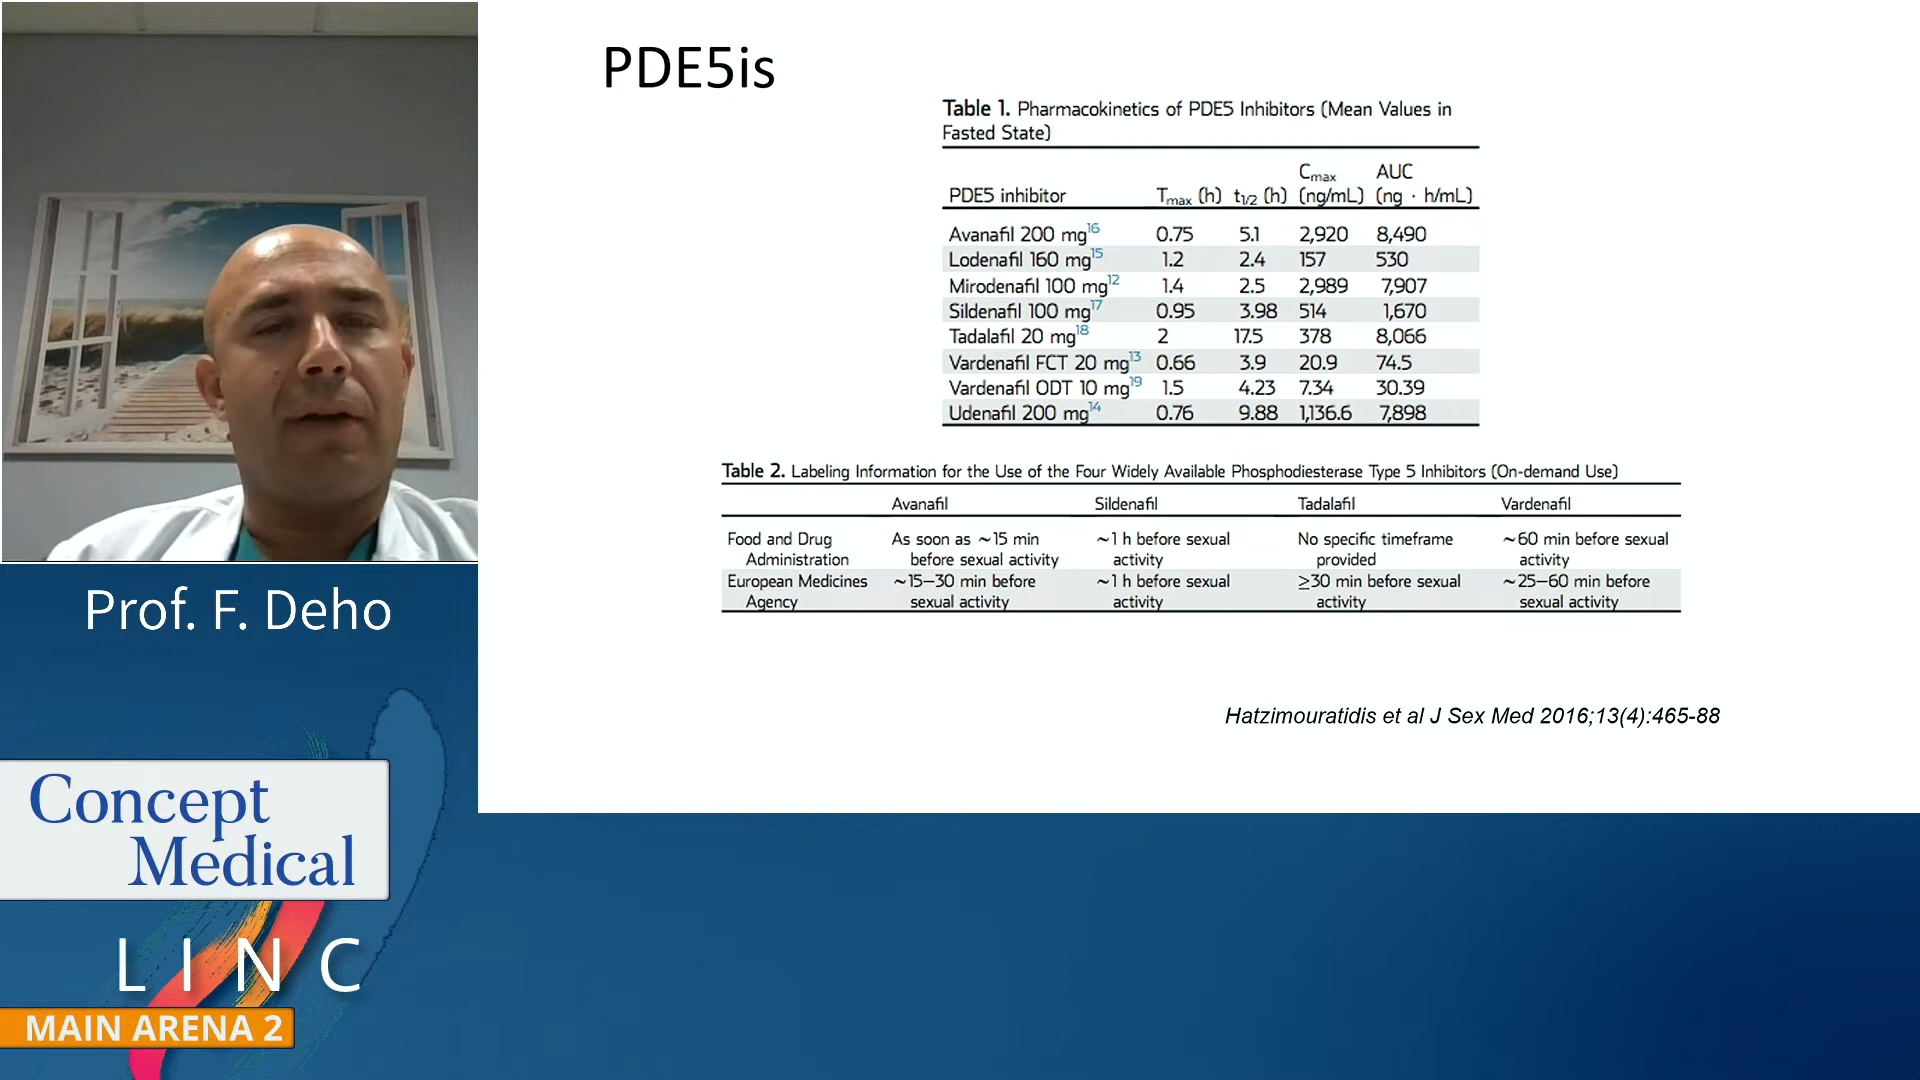 PDE5is
Table 1. Pharmacokinetics of PDE5 Inhibitors (Mean Values in
Fasted State)
PDE5 inhibitor Tmax (h) t1/2 (h) Cmax (ng/mL) AUC (ng · h/mL)
Avanafil 200 mg16 0.75 5.1 2,920 8,490
Lodenafil 160 mg15 1.2 2.4 157 530
Mirodenafil 100 mg12 1.4 2.5 2,989 7,907
Sildenafil 100 mg17 0.95 3.98 514 1,670
Tadalafil 20 mg18 2 17.5 378 8,066
Vardenafil FCT 20 mg13 0.66 3.9 20.9 74.5
Vardenafil ODT 10 mg19 1.5 4.23 7.34 30.39
Udenafil 200 mg14 0.76 9.88 1,136.6 7,898
Table 2. Labeling Information for the Use of the Four Widely Available Phosphodiesterase Type 5 Inhibitors (On-demand Use)
Avanafil Sildenafil Tadalafil Vardenafil
Food and Drug As soon as ~15 min ~1 h before sexual No specific timeframe ~60 min before sexual
Administration before sexual activity activity provided activity
European Medicines ~15–30 min before ~1 h before sexual ≥30 min before sexual ~25–60 min before
Agency sexual activity activity activity sexual activity
Hatzimouratidis et al J Sex Med 2016;13(4):465-88
Prof. F. Deho
Concept
Medical
LINC
MAIN ARENA 2